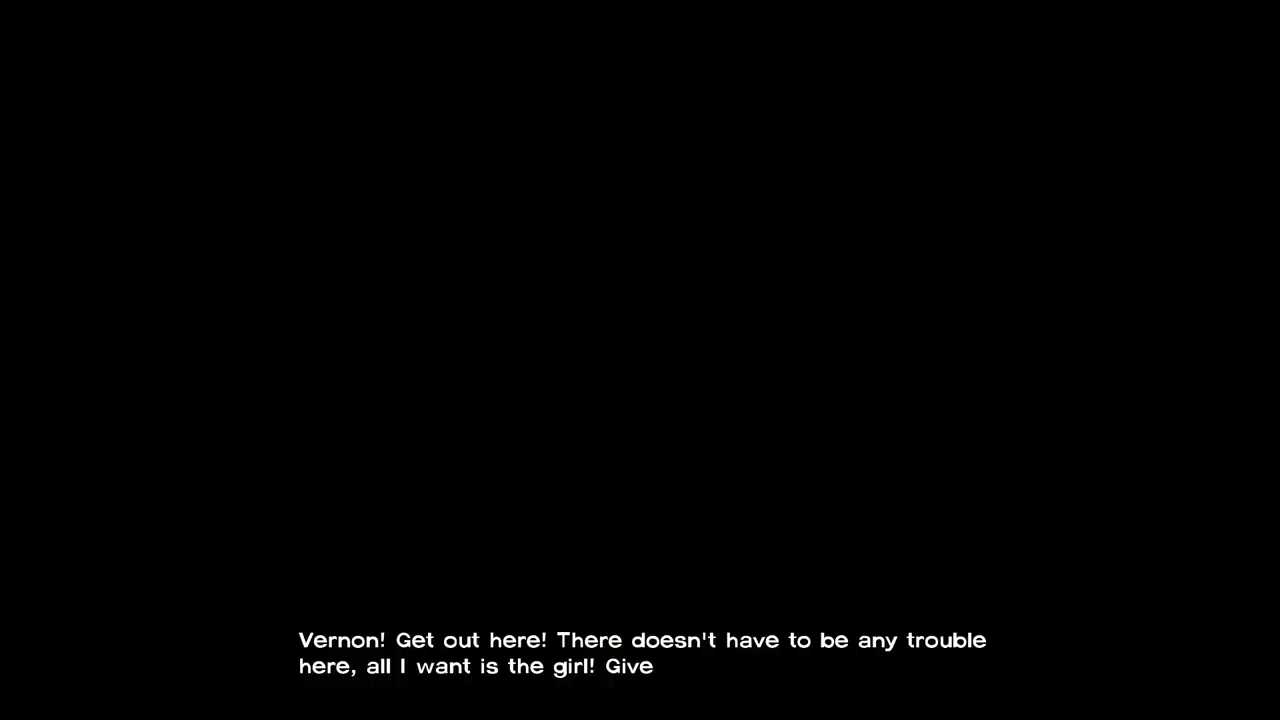 Vernon! Get out here! There doesn't have to be any trouble
here, all I want is the girl! Give